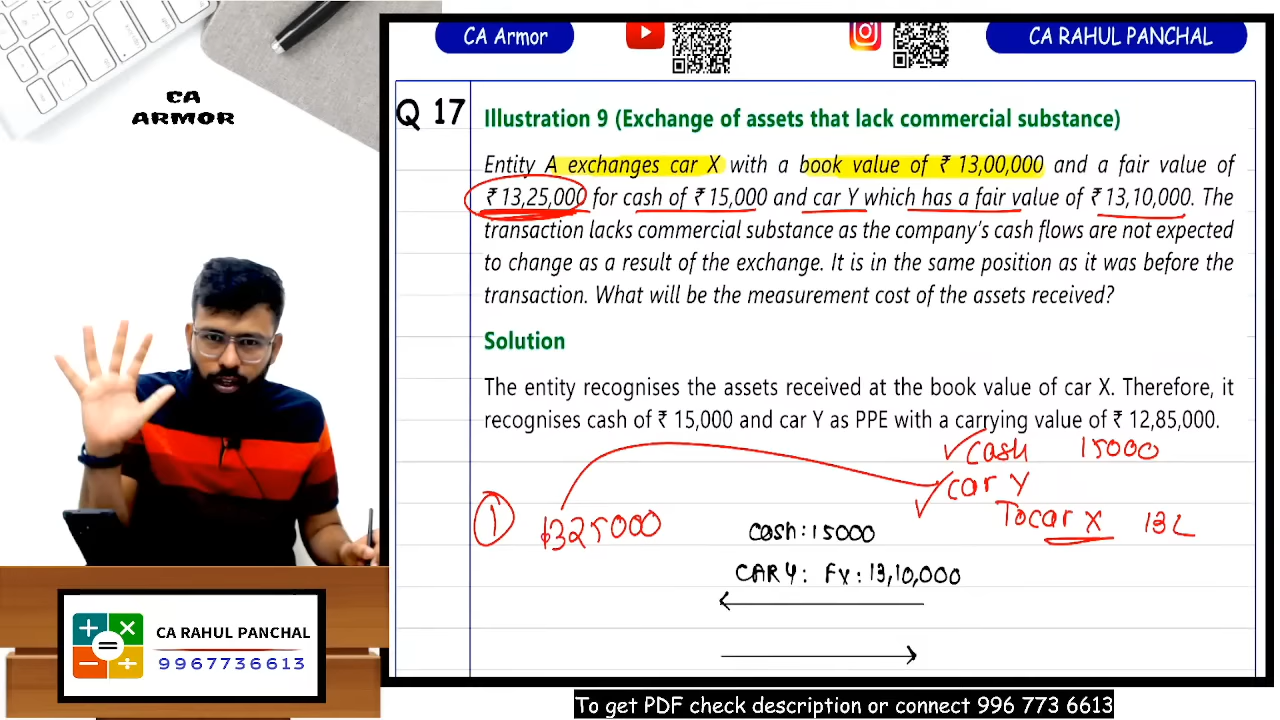 CA Armor
CA RAHUL PANCHAL
CA
ARMOR
Q 17
Illustration 9 (Exchange of assets that lack commercial substance)
Entity A exchanges car X with a book value of ₹ 13,00,000 and a fair value of
₹ 13,25,000 for cash of ₹ 15,000 and car Y which has a fair value of ₹ 13,10,000. The
transaction lacks commercial substance as the company's cash flows are not expected
to change as a result of the exchange. It is in the same position as it was before the
transaction. What will be the measurement cost of the assets received?
Solution
The entity recognises the assets received at the book value of car X. Therefore, it
recognises cash of ₹ 15,000 and car Y as PPE with a carrying value of ₹ 12,85,000.
✓ Cash 15000
✓ Car Y
To car X 13L
① 1325000
Cash: 15000
CAR Y: FV: 13,10,000
CA RAHUL PANCHAL
9967736613
To get PDF check description or connect 996 773 6613